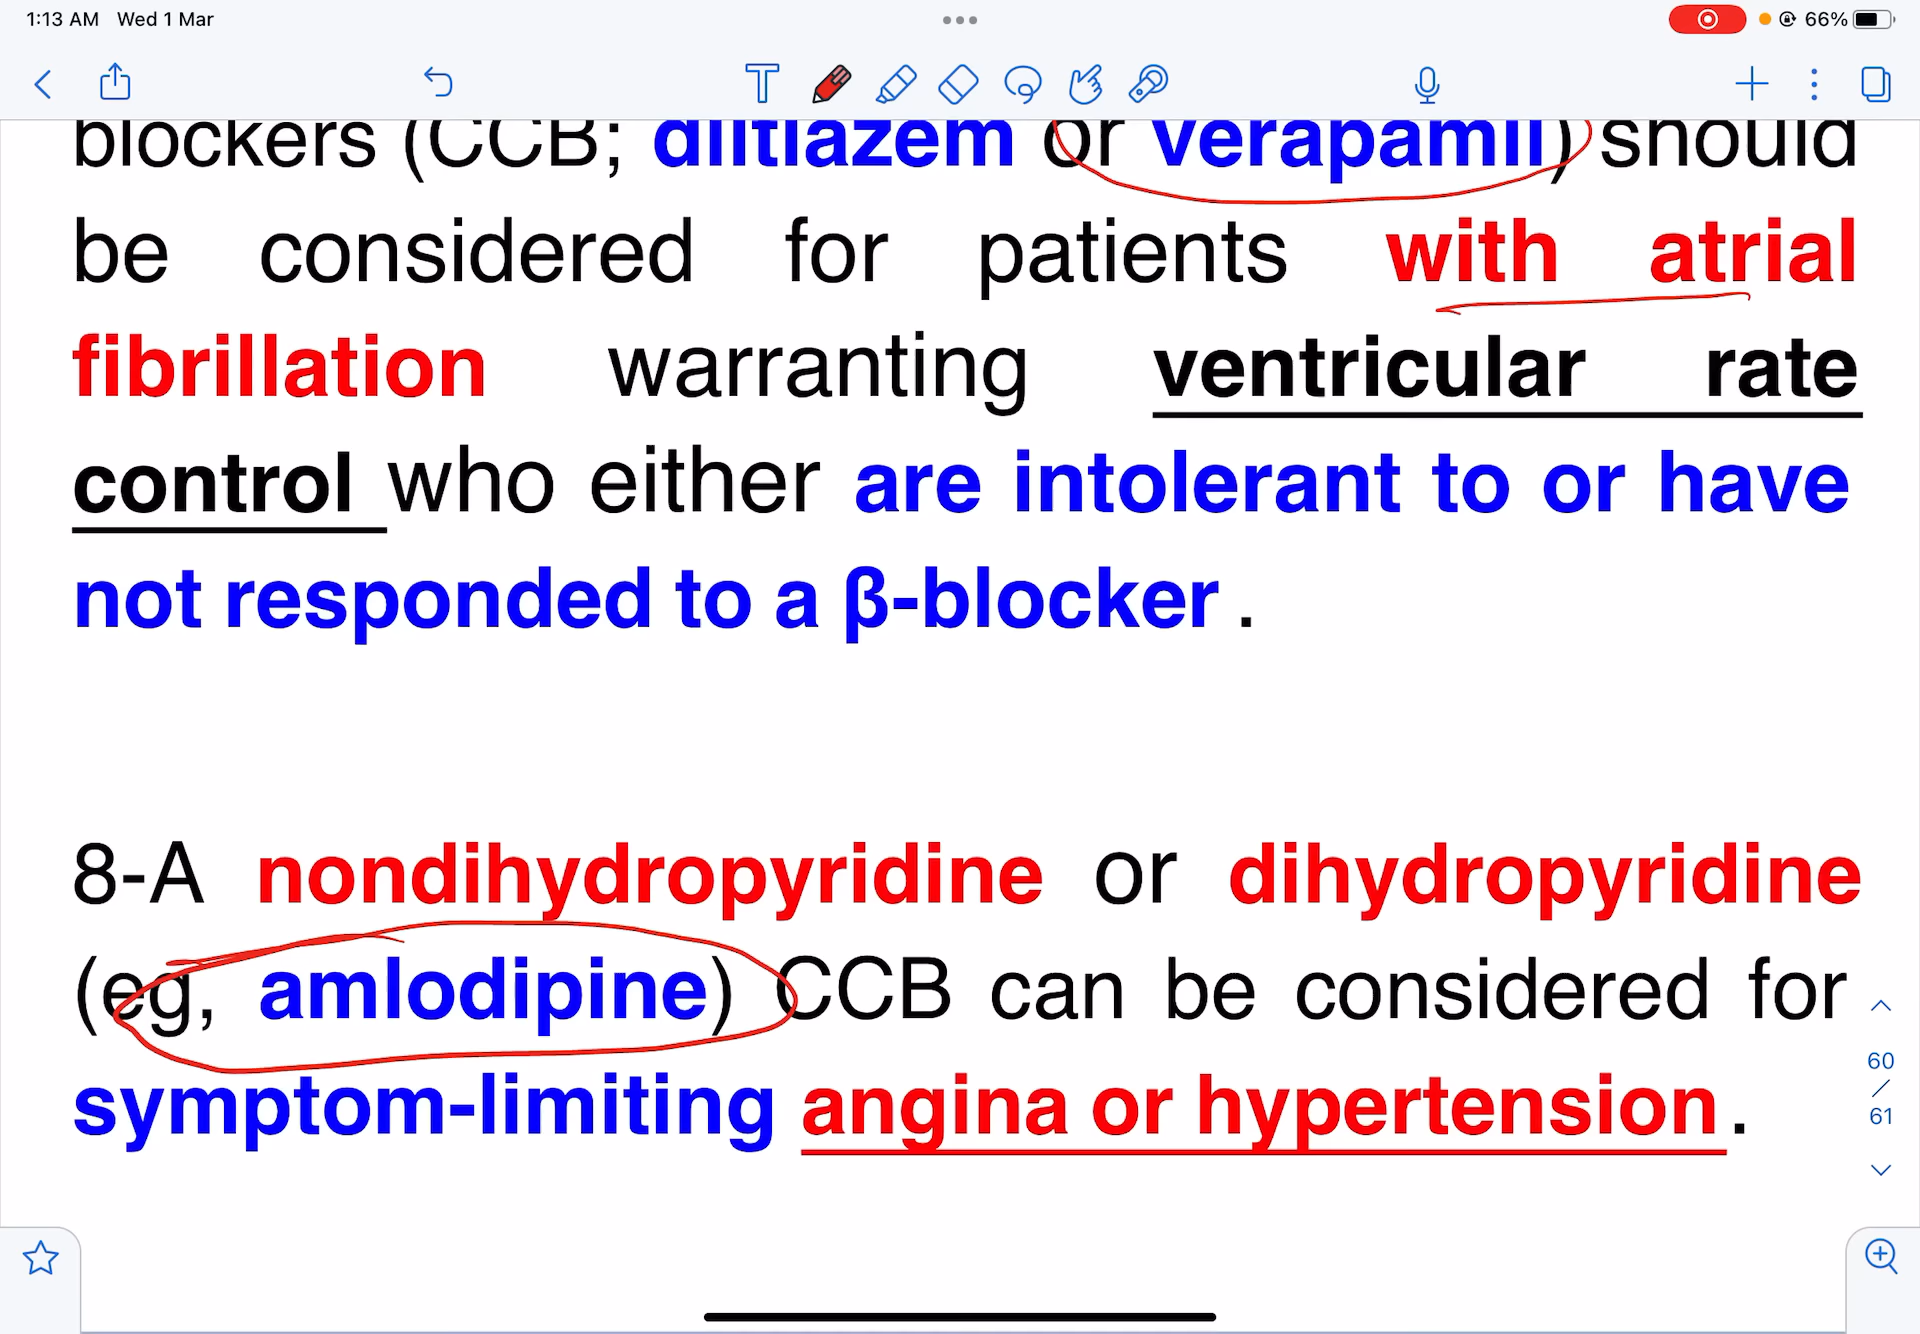 1:13 AM Wed 1 Mar
66%
blockers (CCB; diltiazem or verapamil) should
be considered for patients with atrial
fibrillation warranting ventricular rate
control who either are intolerant to or have
not responded to a β-blocker .
8-A nondihydropyridine or dihydropyridine
(eg, amlodipine) CCB can be considered for
symptom-limiting angina or hypertension.
60
/
61